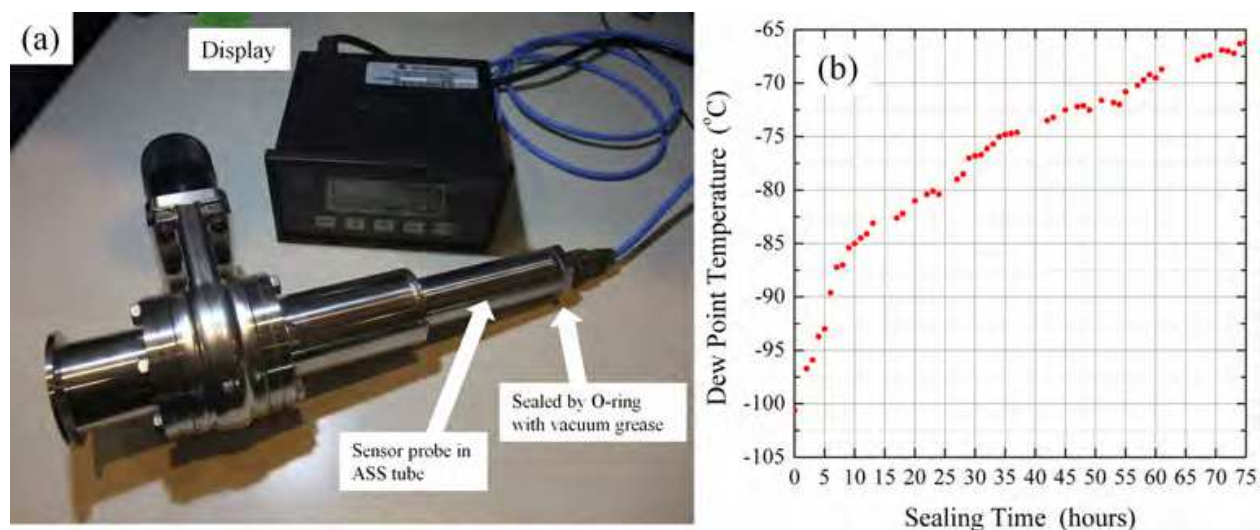 (a)
Display
Sensor probe in
ASS tube
Sealed by O-ring
with vacuum grease
(b)
Dew Point Temperature (°C)
-65
-70
-75
-80
-85
-90
-95
-100
-105
0 5 10 15 20 25 30 35 40 45 50 55 60 65 70 75
Sealing Time (hours)